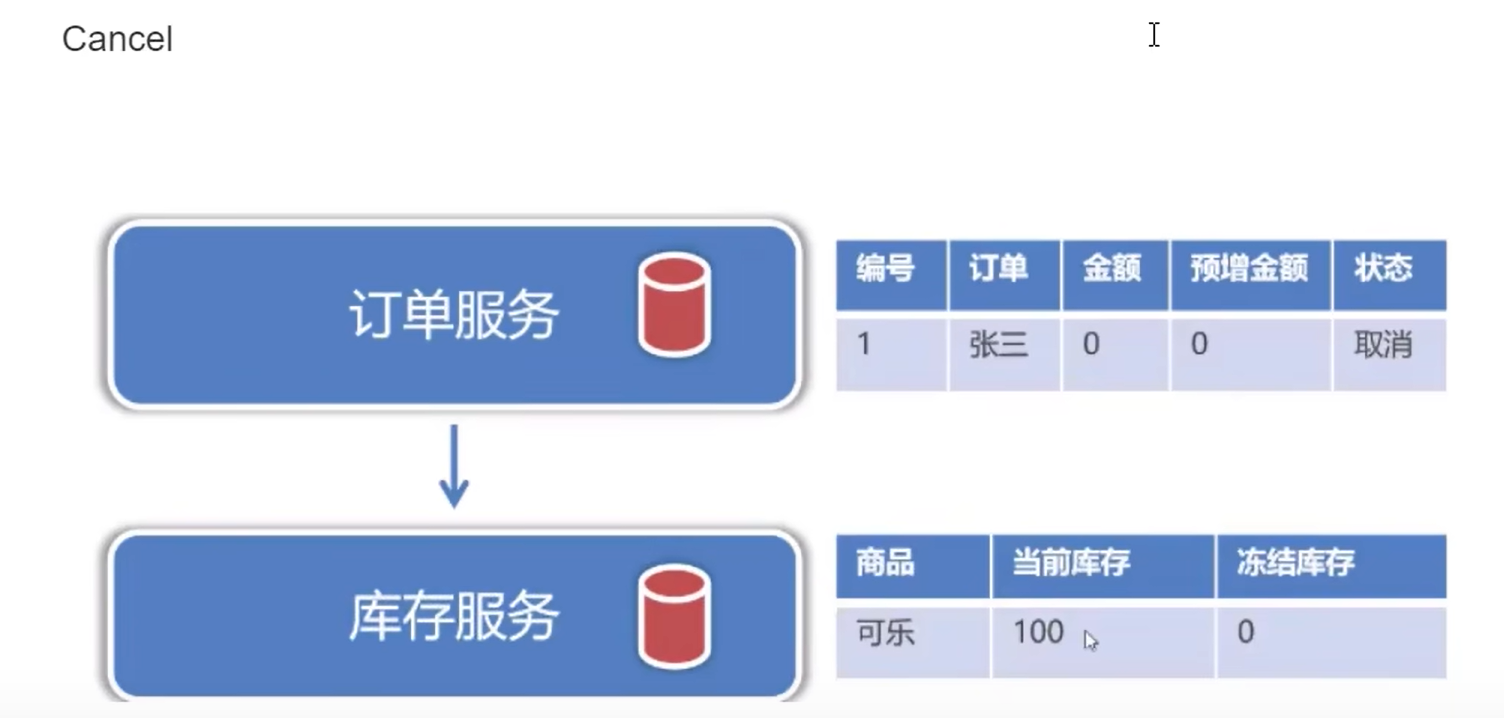 Cancel
订单服务
编号 订单 金额 预增金额 状态
1 张三 0 0 取消
库存服务
商品 当前库存 冻结库存
可乐 100 0